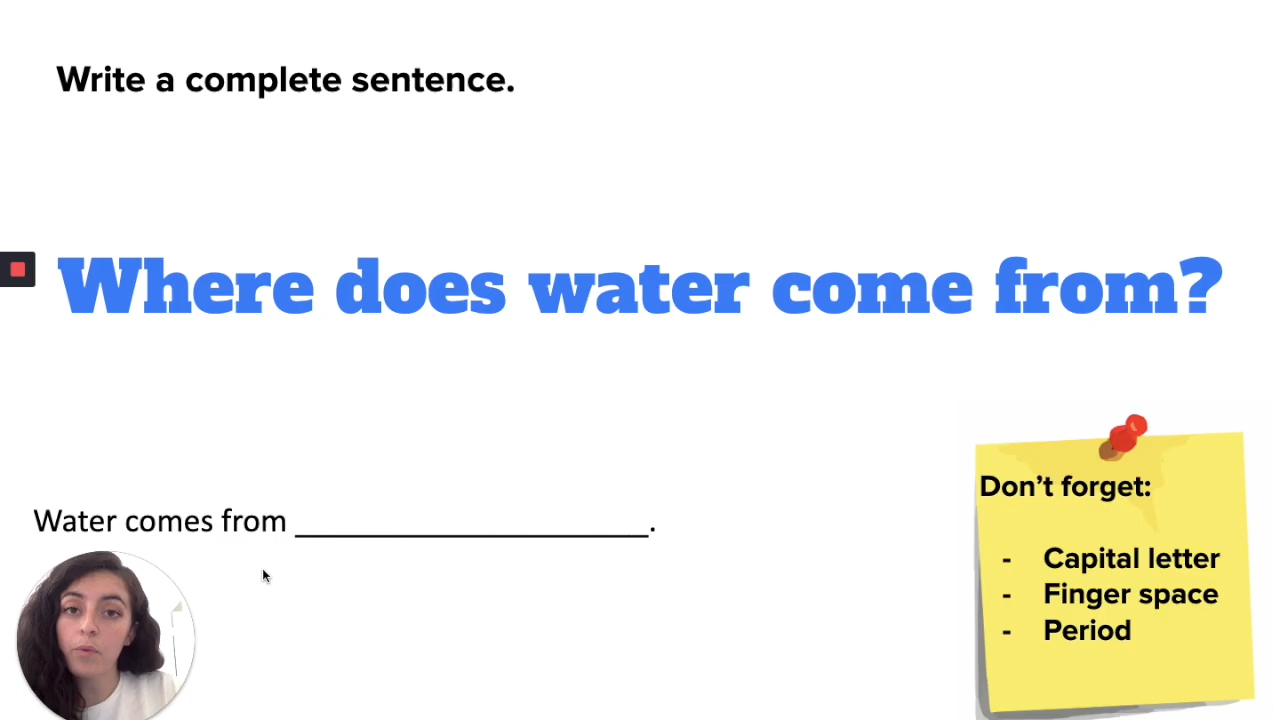 Write a complete sentence.
Where does water come from?
Water comes from ______________________.
Don’t forget:
- Capital letter
- Finger space
- Period